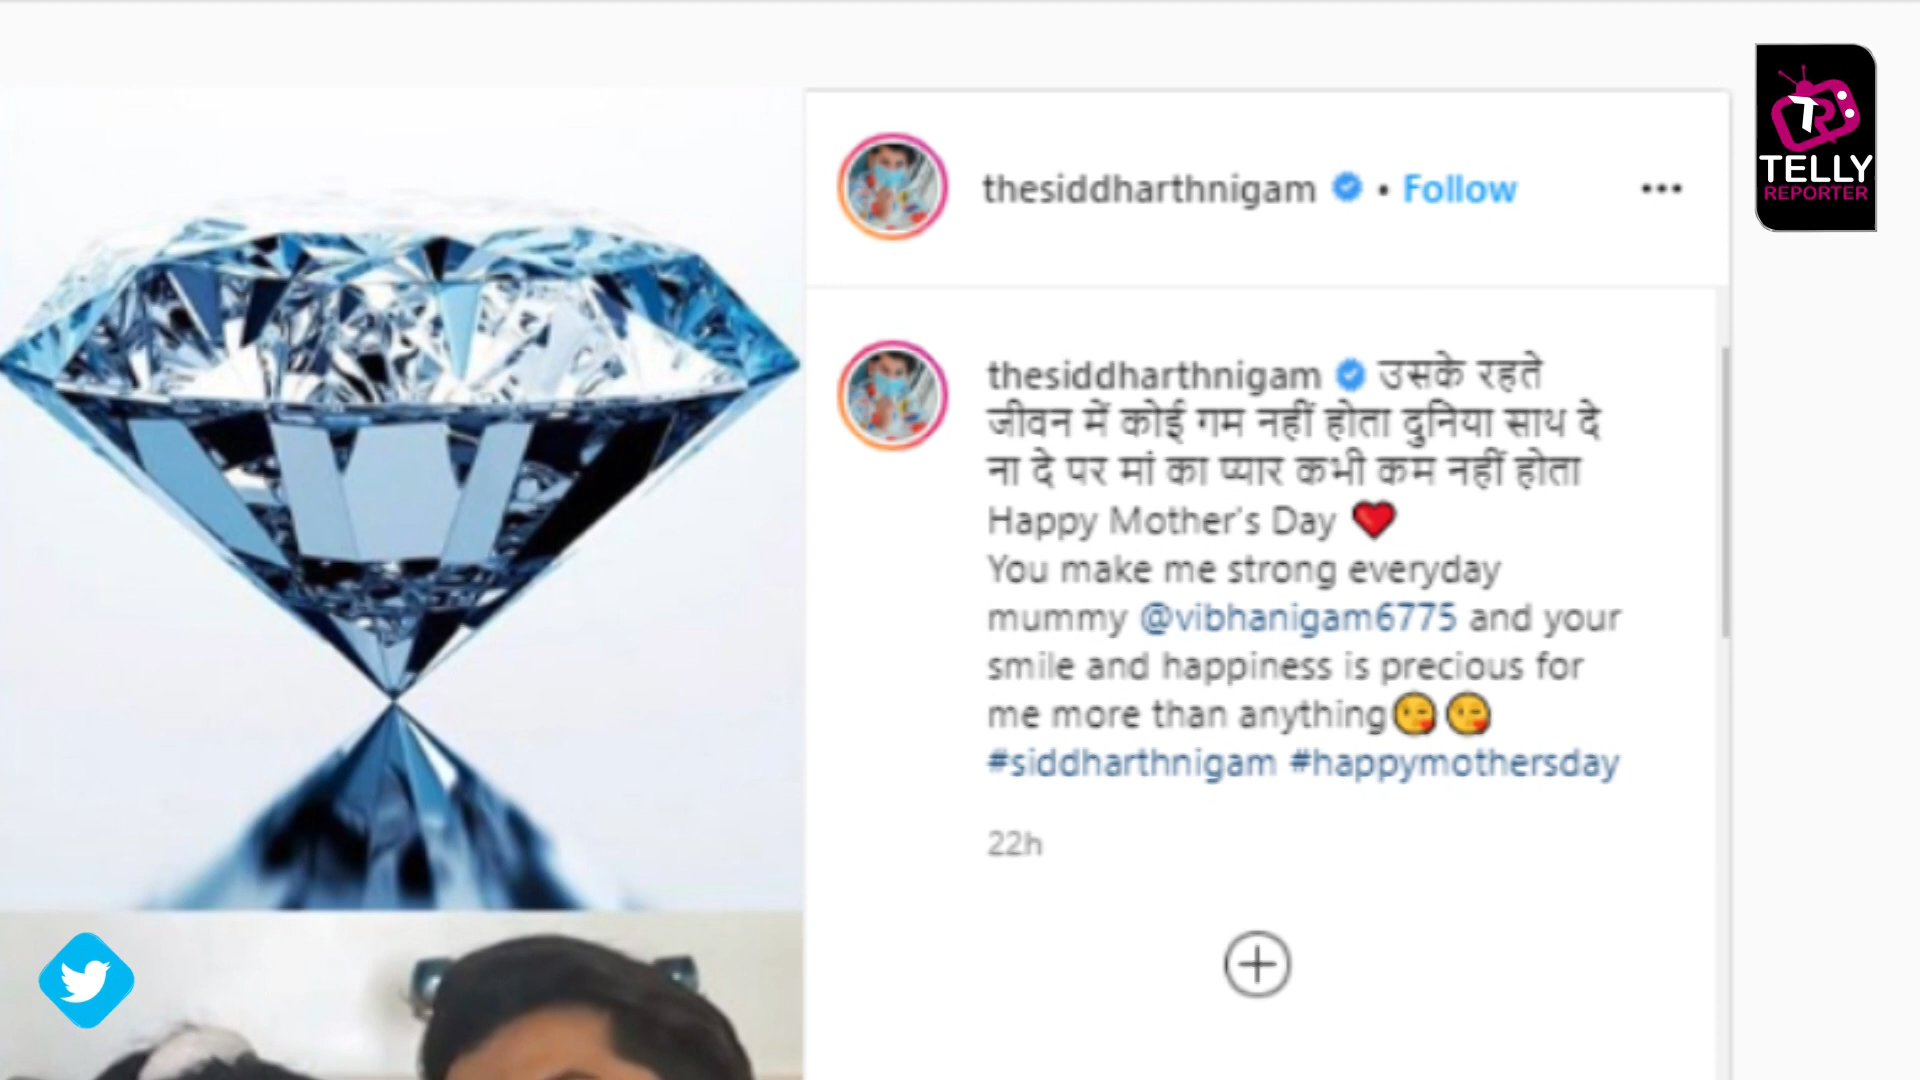 thesiddharthnigam • Follow
TELLY
REPORTER
thesiddharthnigam उसके रहते
जीवन में कोई गम नहीं होता दुनिया साथ दे
ना दे पर मां का प्यार कभी कम नहीं होता
Happy Mother's Day ❤️
You make me strong everyday
mummy @vibhanigam6775 and your
smile and happiness is precious for
me more than anything😘😘
#siddharthnigam #happymothersday
22h